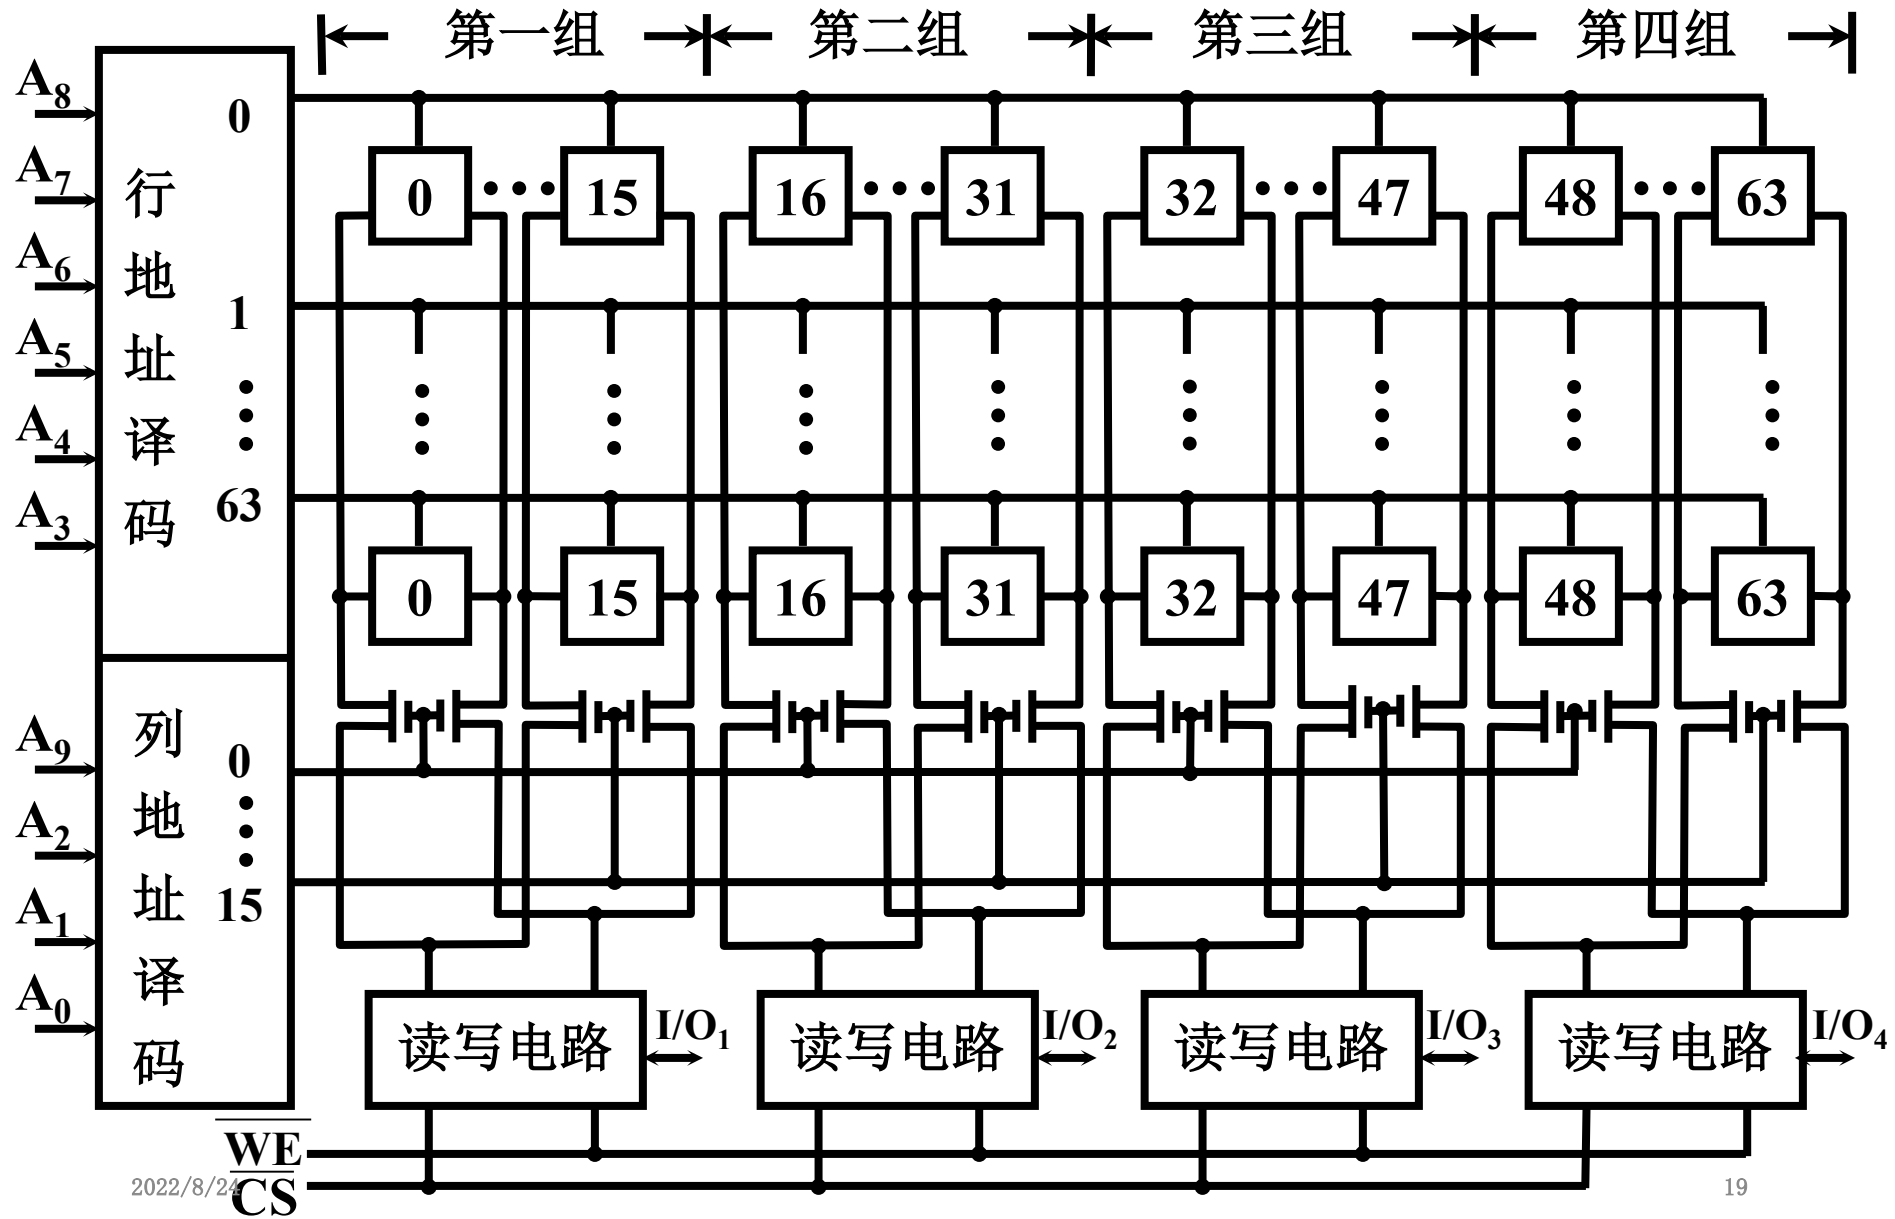 第一组 第二组 第三组 第四组
A8
A7
A6
A5
A4
A3
行地址译码
0
1
63
0 15 16 31 32 47 48 63
0 15 16 31 32 47 48 63
A9
A2
A1
A0
列地址译码
0
15
读写电路 I/O1 读写电路 I/O2 读写电路 I/O3 读写电路 I/O4
WE
CS
2022/8/24
19